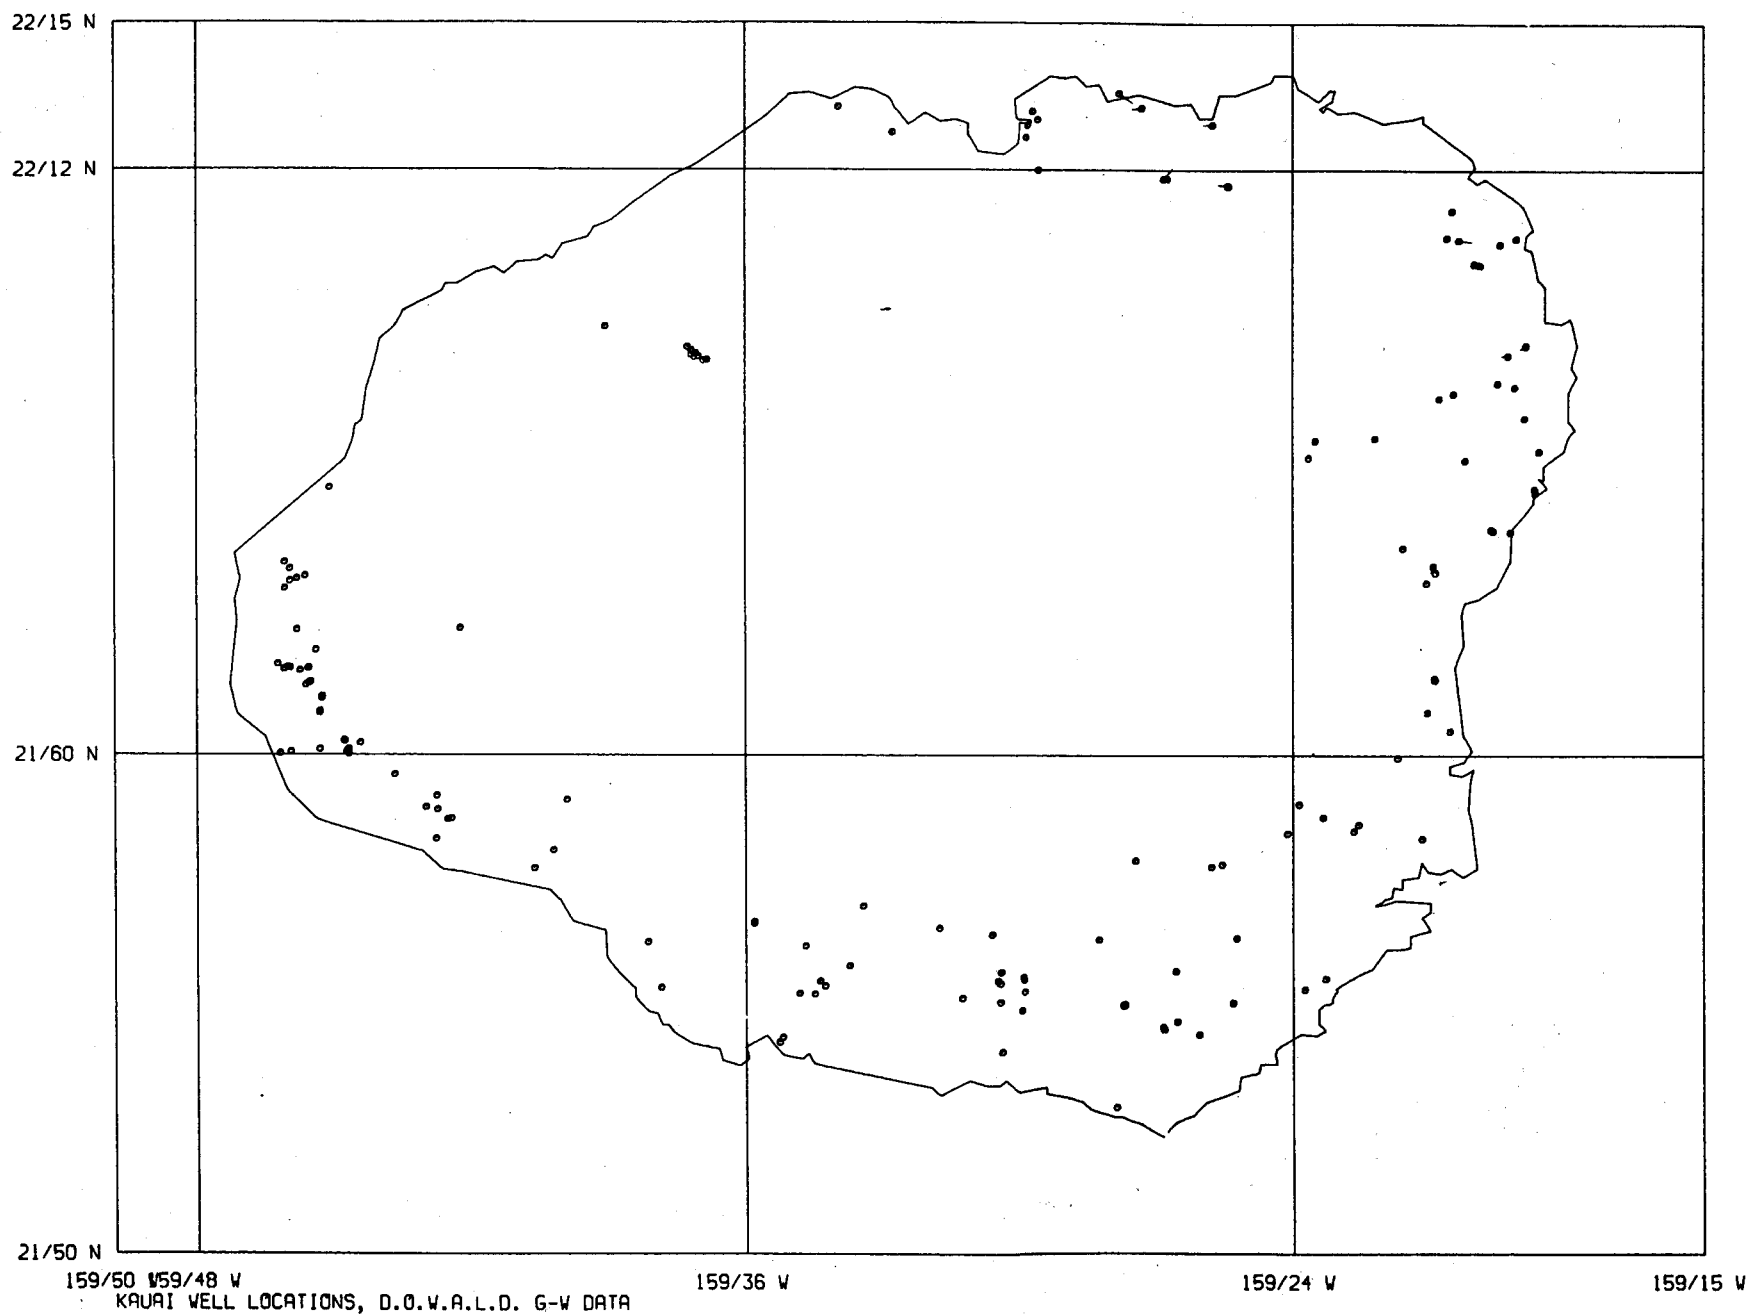 22/15 N
22/12 N
21/60 N
21/50 N
159/50 W
159/48 W
159/36 W
159/24 W
159/15 W
KAUAI WELL LOCATIONS, D.O.W.A.L.D. G-W DATA